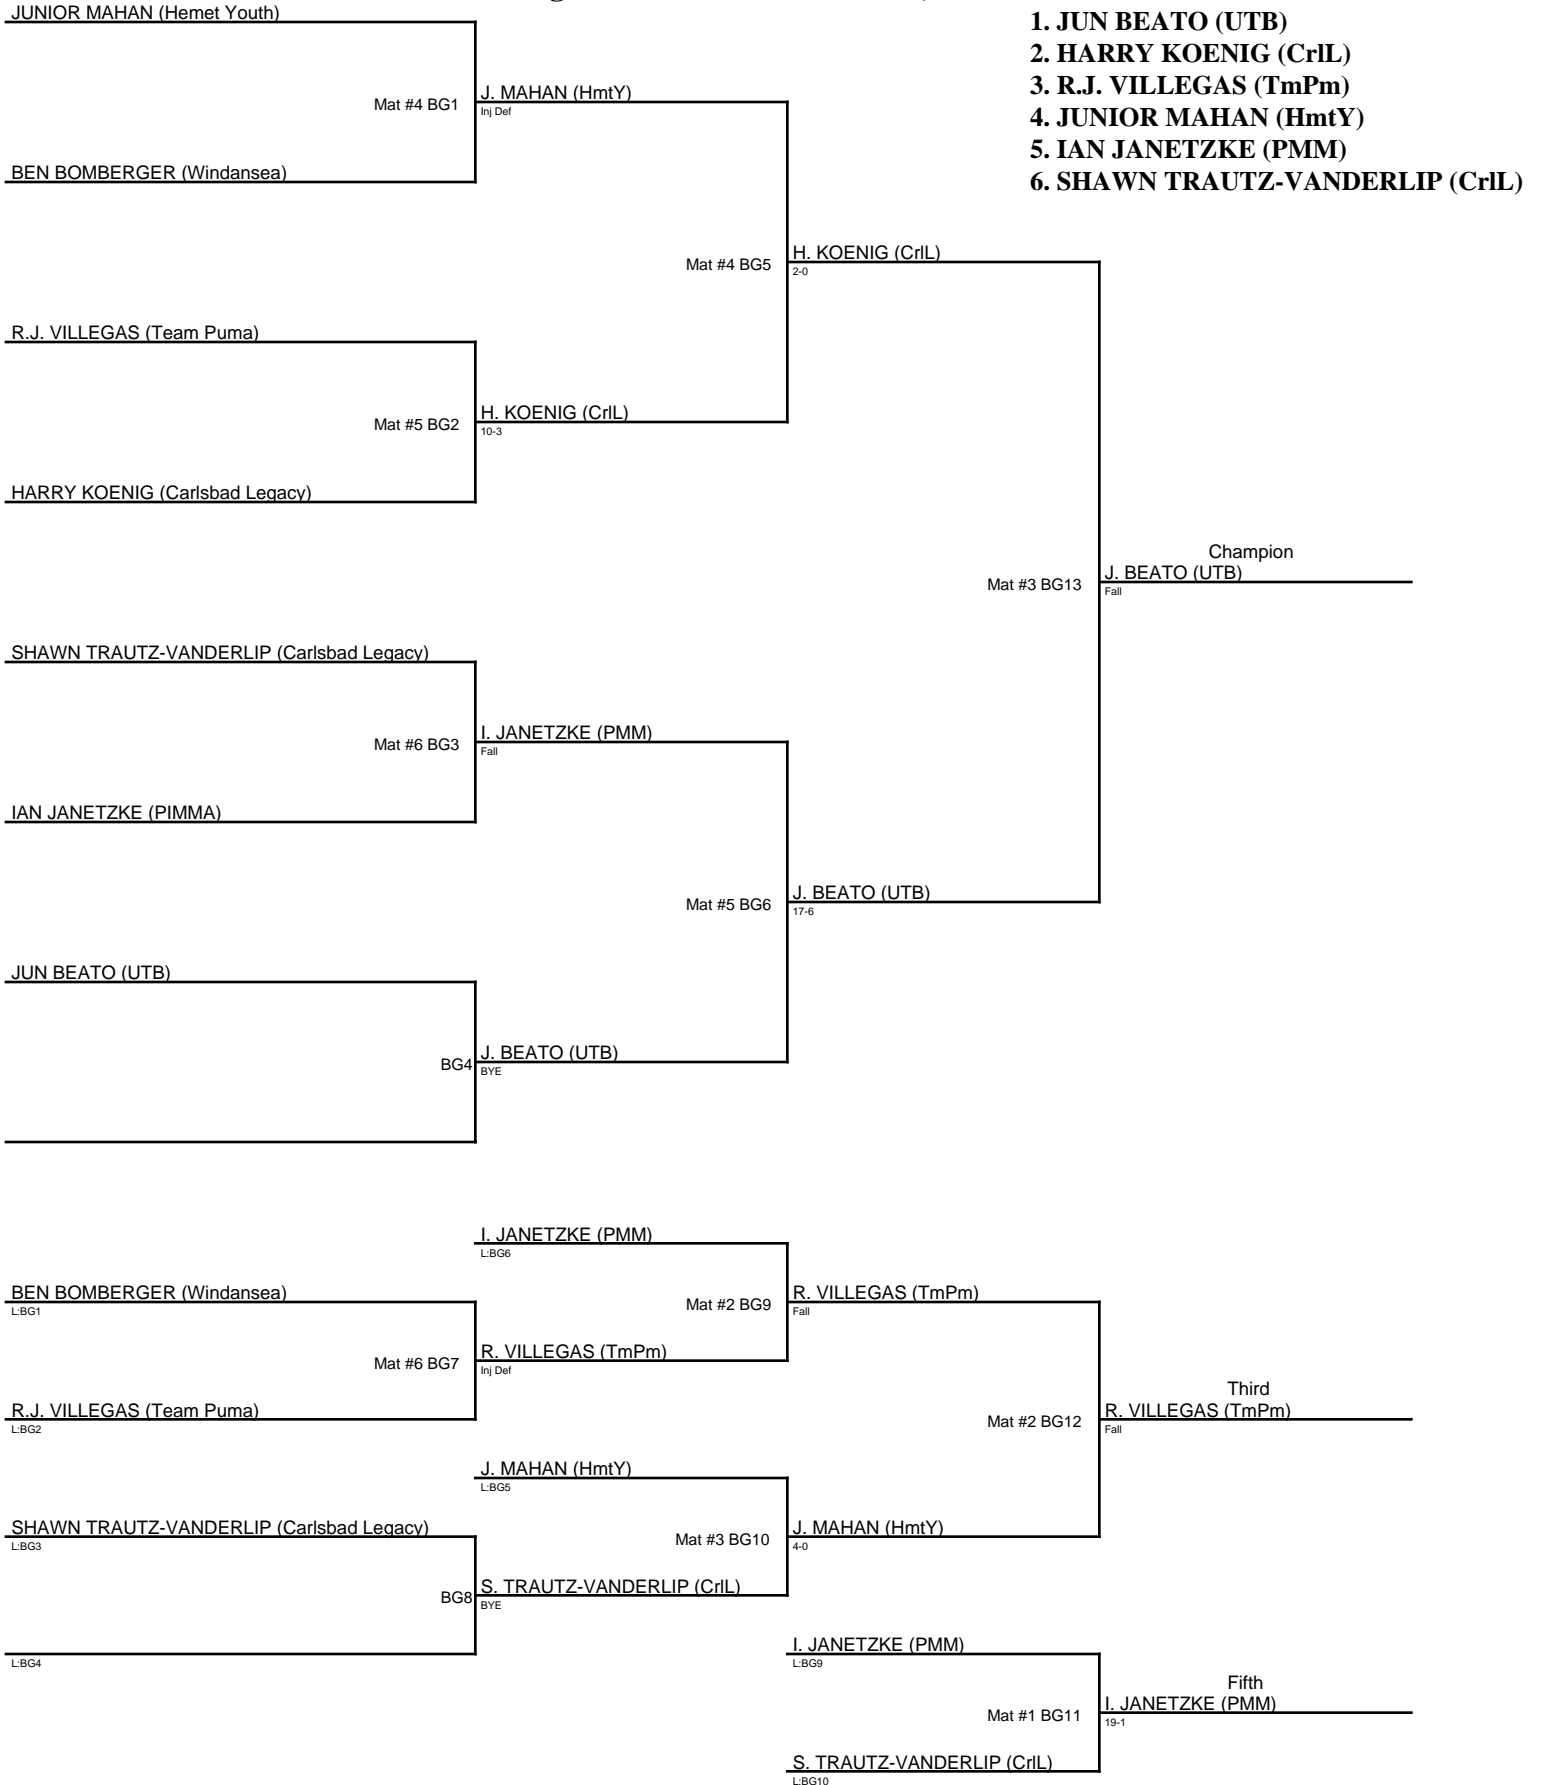 JUNIOR MAHAN (Hemet Youth)
1. JUN BEATO (UTB)
2. HARRY KOENIG (CrlL)
3. R.J. VILLEGAS (TmPm)
4. JUNIOR MAHAN (HmtY)
5. IAN JANETZKE (PMM)
6. SHAWN TRAUTZ-VANDERLIP (CrlL)
Mat #4 BG1
J. MAHAN (HmtY)
Inj Def
BEN BOMBERGER (Windansea)
Mat #4 BG5
H. KOENIG (CrlL)
2-0
R.J. VILLEGAS (Team Puma)
Mat #5 BG2
H. KOENIG (CrlL)
10-3
HARRY KOENIG (Carlsbad Legacy)
Champion
Mat #3 BG13
J. BEATO (UTB)
Fall
SHAWN TRAUTZ-VANDERLIP (Carlsbad Legacy)
Mat #6 BG3
I. JANETZKE (PMM)
Fall
IAN JANETZKE (PIMMA)
Mat #5 BG6
J. BEATO (UTB)
17-6
JUN BEATO (UTB)
BG4
J. BEATO (UTB)
BYE
I. JANETZKE (PMM)
L:BG6
BEN BOMBERGER (Windansea)
L:BG1
Mat #2 BG9
R. VILLEGAS (TmPm)
Fall
Mat #6 BG7
R. VILLEGAS (TmPm)
Inj Def
R.J. VILLEGAS (Team Puma)
L:BG2
Third
Mat #2 BG12
R. VILLEGAS (TmPm)
Fall
J. MAHAN (HmtY)
L:BG5
SHAWN TRAUTZ-VANDERLIP (Carlsbad Legacy)
L:BG3
Mat #3 BG10
J. MAHAN (HmtY)
4-0
BG8
S. TRAUTZ-VANDERLIP (CrlL)
BYE
L:BG4
I. JANETZKE (PMM)
L:BG9
Fifth
Mat #1 BG11
I. JANETZKE (PMM)
19-1
S. TRAUTZ-VANDERLIP (CrlL)
L:BG10